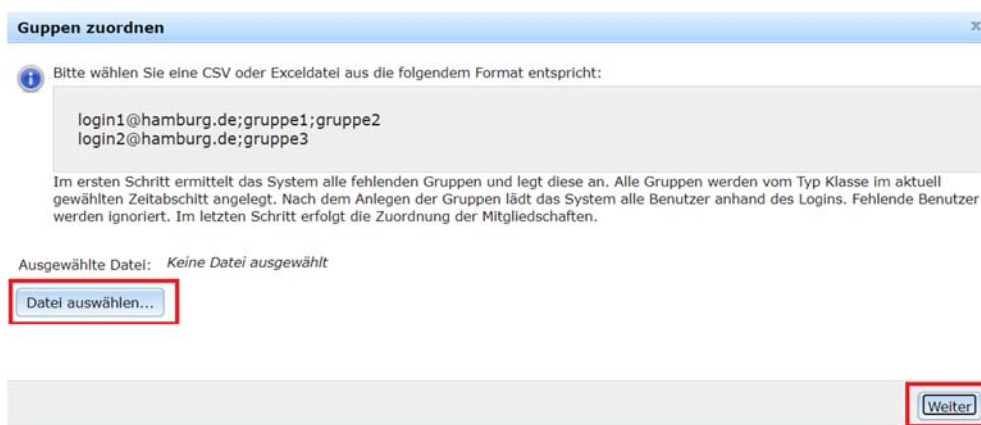 Guppen zuordnen
x
Bitte wählen Sie eine CSV oder Exceldatei aus die folgendem Format entspricht:
login1@hamburg.de;gruppe1;gruppe2
login2@hamburg.de;gruppe3
Im ersten Schritt ermittelt das System alle fehlenden Gruppen und legt diese an. Alle Gruppen werden vom Typ Klasse im aktuell
gewählten Zeitabschitt angelegt. Nach dem Anlegen der Gruppen lädt das System alle Benutzer anhand des Logins. Fehlende Benutzer
werden ignoriert. Im letzten Schritt erfolgt die Zuordnung der Mitgliedschaften.
Ausgewählte Datei: Keine Datei ausgewählt
Datei auswählen...
Weiter